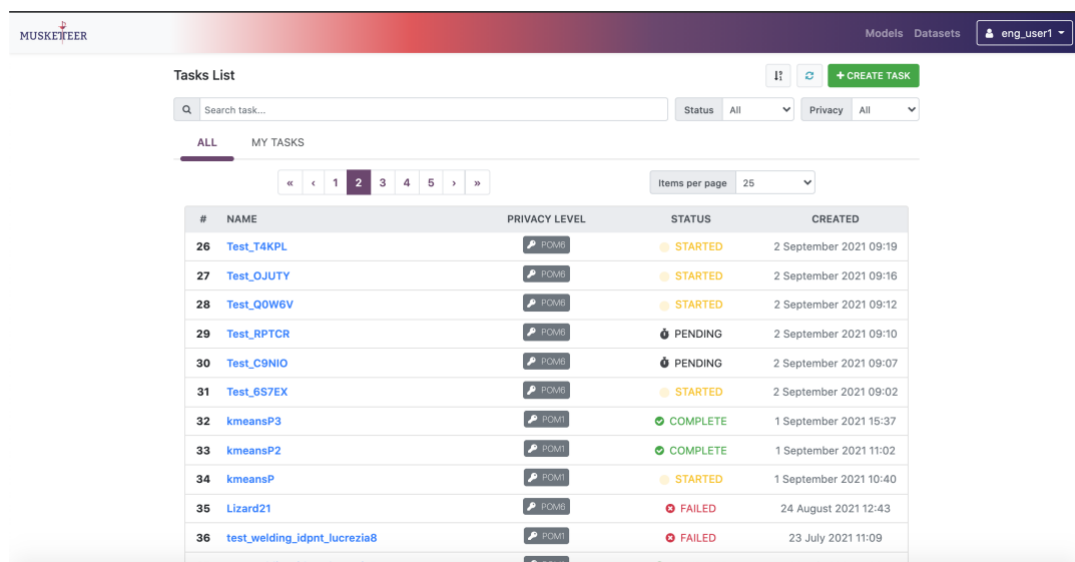 MUSKETEER Models Datasets eng_user1
Tasks List + CREATE TASK
Search task... Status All Privacy All
ALL MY TASKS
« ‹ 1 2 3 4 5 › » Items per page 25
# NAME PRIVACY LEVEL STATUS CREATED
26 Test_T4KPL POM6 STARTED 2 September 2021 09:19
27 Test_OJUTY POM6 STARTED 2 September 2021 09:16
28 Test_Q0W6V POM6 STARTED 2 September 2021 09:12
29 Test_RPTCR POM6 PENDING 2 September 2021 09:10
30 Test_C9NIO POM6 PENDING 2 September 2021 09:07
31 Test_6S7EX POM6 STARTED 2 September 2021 09:02
32 kmeansP3 POM1 COMPLETE 1 September 2021 15:37
33 kmeansP2 POM1 COMPLETE 1 September 2021 11:02
34 kmeansP POM1 STARTED 1 September 2021 10:40
35 Lizard21 POM6 FAILED 24 August 2021 12:43
36 test_welding_idpnt_lucrezia8 POM1 FAILED 23 July 2021 11:09